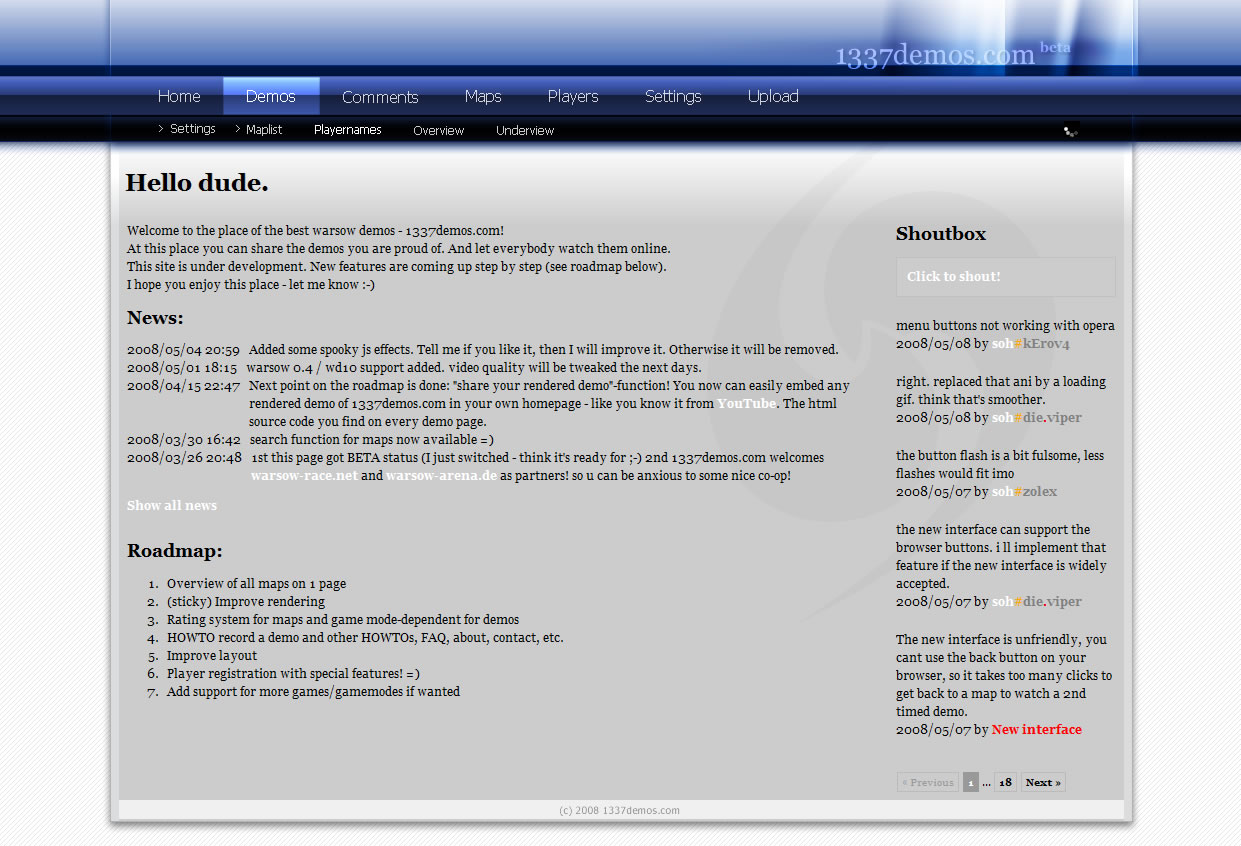 1337demos.com beta
Home Demos Comments Maps Players Settings Upload
> Settings > Maplist Playernames Overview Underview
Hello dude.
Welcome to the place of the best warsow demos - 1337demos.com!
At this place you can share the demos you are proud of. And let everybody watch them online.
This site is under development. New features are coming up step by step (see roadmap below).
I hope you enjoy this place - let me know :-)
News:
2008/05/04 20:59 Added some spooky js effects. Tell me if you like it, then I will improve it. Otherwise it will be removed.
2008/05/01 18:15 warsow 0.4 / wd10 support added. video quality will be tweaked the next days.
2008/04/15 22:47 Next point on the roadmap is done: "share your rendered demo"-function! You now can easily embed any
rendered demo of 1337demos.com in your own homepage - like you know it from YouTube. The html
source code you find on every demo page.
2008/03/30 16:42 search function for maps now available =)
2008/03/26 20:48 1st this page got BETA status (I just switched - think it's ready for ;-) 2nd 1337demos.com welcomes
warsow-race.net and warsow-arena.de as partners! so u can be anxious to some nice co-op!
Show all news
Roadmap:
1. Overview of all maps on 1 page
2. (sticky) Improve rendering
3. Rating system for maps and game mode-dependent for demos
4. HOWTO record a demo and other HOWTOs, FAQ, about, contact, etc.
5. Improve layout
6. Player registration with special features! =)
7. Add support for more games/gamemodes if wanted
Shoutbox
Click to shout!
menu buttons not working with opera
2008/05/08 by soh#kErov4
right. replaced that ani by a loading
gif. think that's smoother.
2008/05/08 by soh#die.viper
the button flash is a bit fulsome, less
flashes would fit imo
2008/05/07 by soh#zolex
the new interface can support the
browser buttons. i ll implement that
feature if the new interface is widely
accepted.
2008/05/07 by soh#die.viper
The new interface is unfriendly, you
cant use the back button on your
browser, so it takes too many clicks to
get back to a map to watch a 2nd
timed demo.
2008/05/07 by New interface
« Previous 1 ... 18 Next »
(c) 2008 1337demos.com